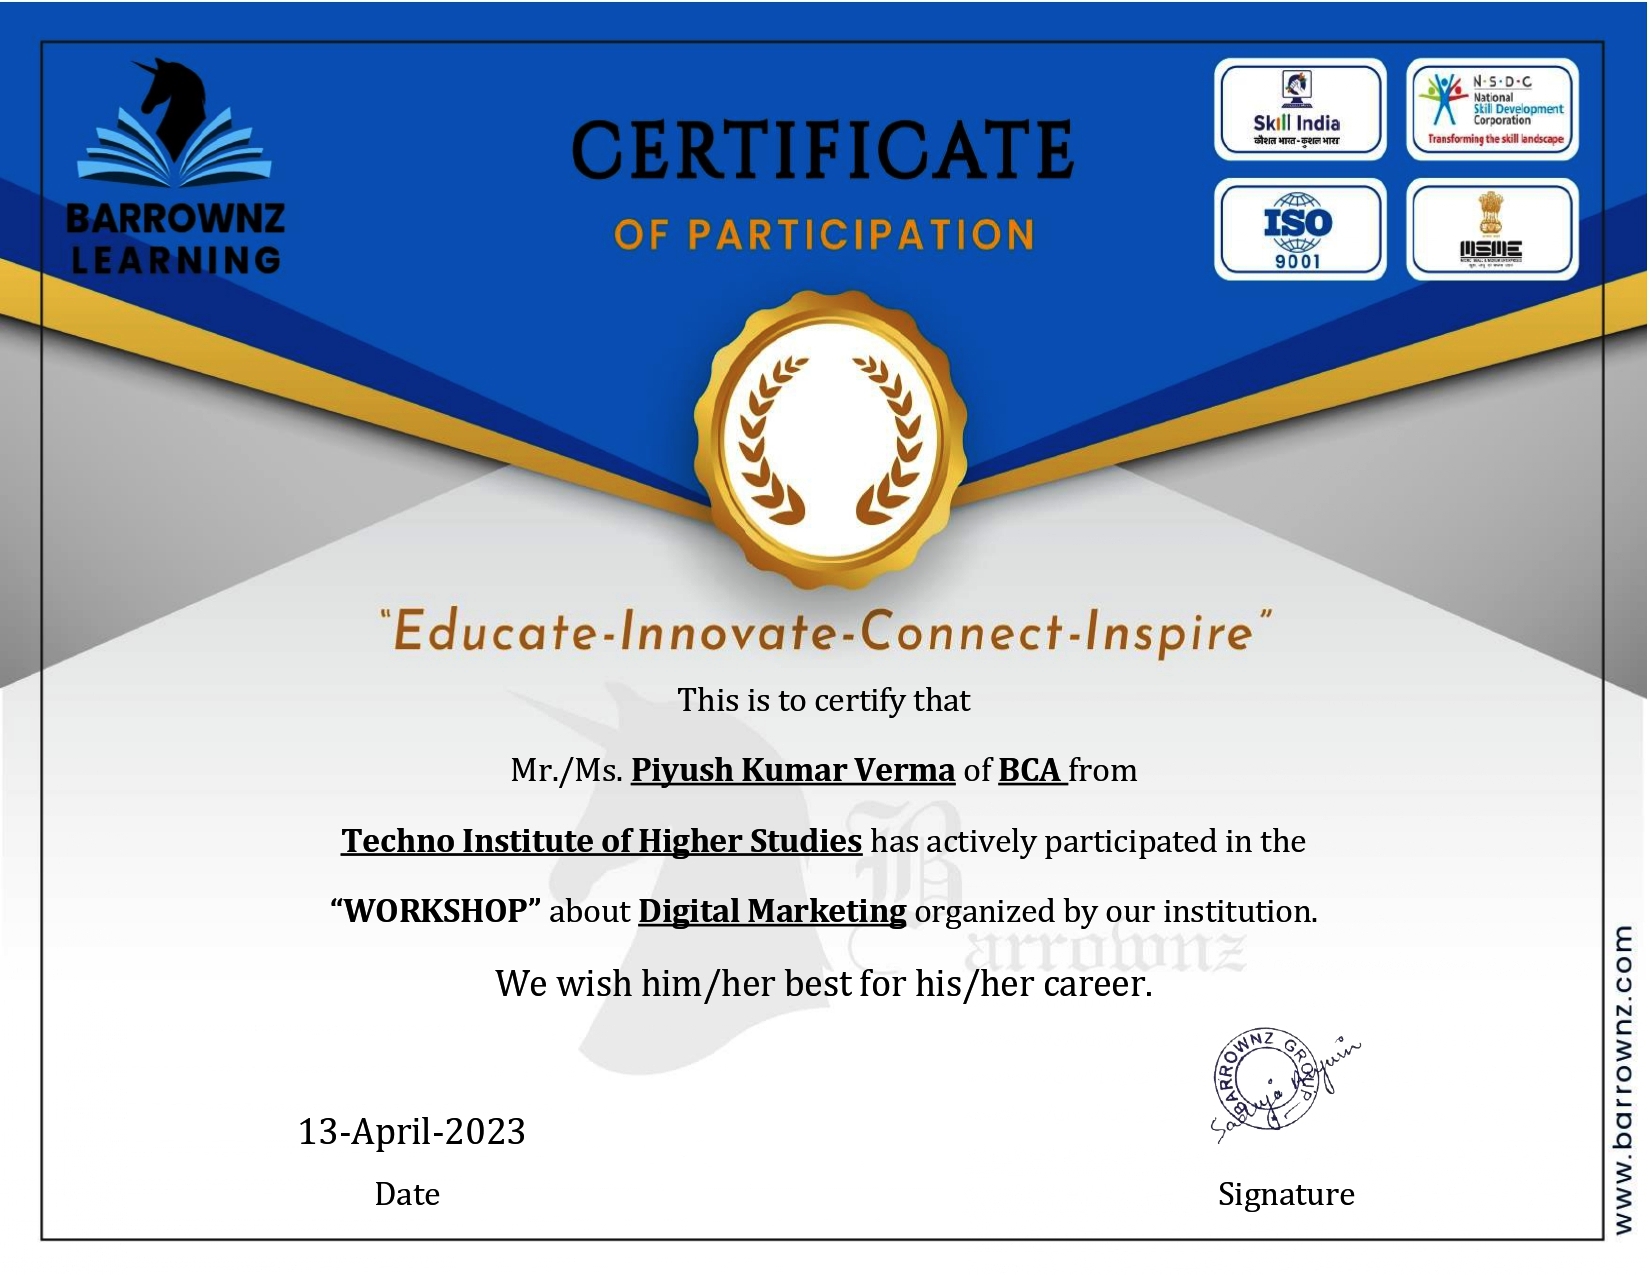 BARROWNZ
LEARNING
CERTIFICATE
OF PARTICIPATION
Skill India
कौशल भारत - कुशल भारत
N·S·D·C
National
Skill Development
Corporation
Transforming the skill landscape
ISO
9001
MSME
"Educate-Innovate-Connect-Inspire"
This is to certify that
Mr./Ms. Piyush Kumar Verma of BCA from
Techno Institute of Higher Studies has actively participated in the
“WORKSHOP” about Digital Marketing organized by our institution.
We wish him/her best for his/her career.
Barrownz
BARROWNZ GROUP
13-April-2023
Date
Signature
www.barrownz.com